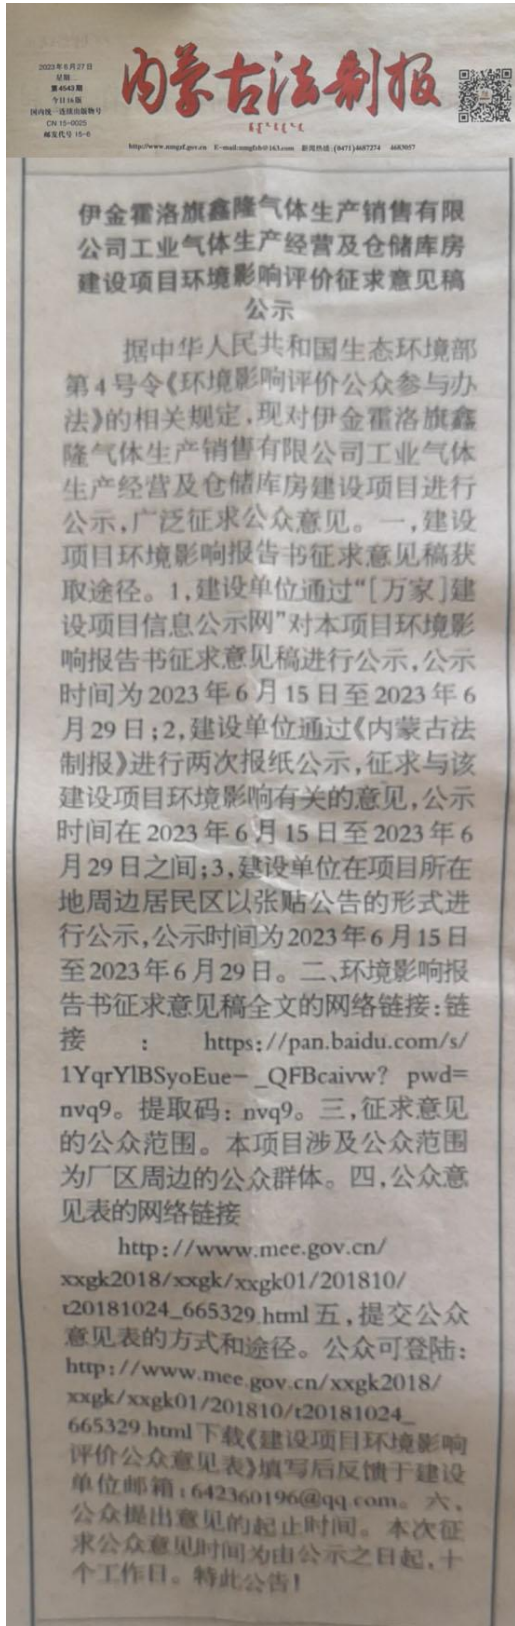 2023年6月27日
星期二
第4543期
今日16版
国内统一连续出版物号
CN 15-0025
邮发代号 15-6
内蒙古法制报
http://www.nmgf.gov.cn E-mail:nmgfzb@163.com 新闻热线:(0471)4687274 4683057
伊金霍洛旗鑫隆气体生产销售有限
公司工业气体生产经营及仓储库房
建设项目环境影响评价征求意见稿
公示
据中华人民共和国生态环境部
第4号令《环境影响评价公众参与办
法》的相关规定,现对伊金霍洛旗鑫
隆气体生产销售有限公司工业气体
生产经营及仓储库房建设项目进行
公示,广泛征求公众意见。一,建设
项目环境影响报告书征求意见稿获
取途径。1,建设单位通过“[万家]建
设项目信息公示网”对本项目环境影
响报告书征求意见稿进行公示,公示
时间为2023年6月15日至2023年6
月29日;2,建设单位通过《内蒙古法
制报》进行两次报纸公示,征求与该
建设项目环境影响有关的意见,公示
时间在2023年6月15日至2023年6
月29日之间;3,建设单位在项目所在
地周边居民区以张贴公告的形式进
行公示,公示时间为2023年6月15日
至2023年6月29日。二、环境影响报
告书征求意见稿全文的网络链接:链
接: https://pan.baidu.com/s/
1YqrYlBSyoEue-_QFBcaivw? pwd=
nvq9。提取码: nvq9。三,征求意见
的公众范围。本项目涉及公众范围
为厂区周边的公众群体。四,公众意
见表的网络链接
http://www.mee.gov.cn/
xxgk2018/xxgk/xxgk01/201810/
t20181024_665329.html 五,提交公众
意见表的方式和途径。公众可登陆:
http://www.mee.gov.cn/xxgk2018/
xxgk/xxgk01/201810/t20181024_
665329.html下载《建设项目环境影响
评价公众意见表》填写后反馈于建设
单位邮箱:642360196@qq.com。六,
公众提出意见的起止时间。本次征
求公众意见时间为由公示之日起,十
个工作日。特此公告!